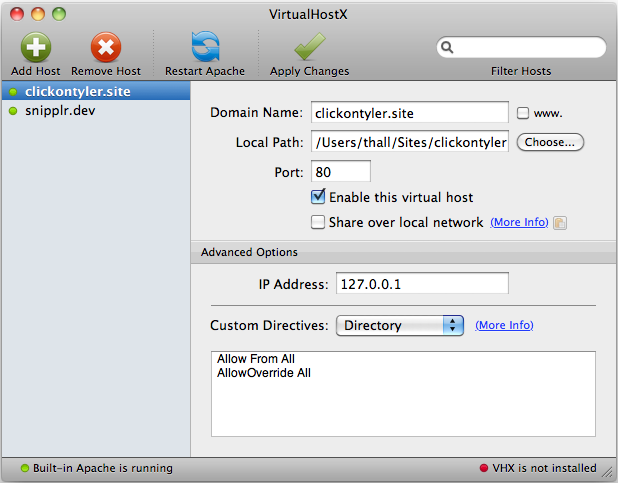 VirtualHostX
Add Host Remove Host Restart Apache Apply Changes Filter Hosts
clickontyler.site
snipplr.dev
Domain Name: clickontyler.site www.
Local Path: /Users/thall/Sites/clickontyler Choose...
Port: 80
Enable this virtual host
Share over local network (More Info)
Advanced Options
IP Address: 127.0.0.1
Custom Directives: Directory (More Info)
Allow From All
AllowOverride All
Built-in Apache is running VHX is not installed